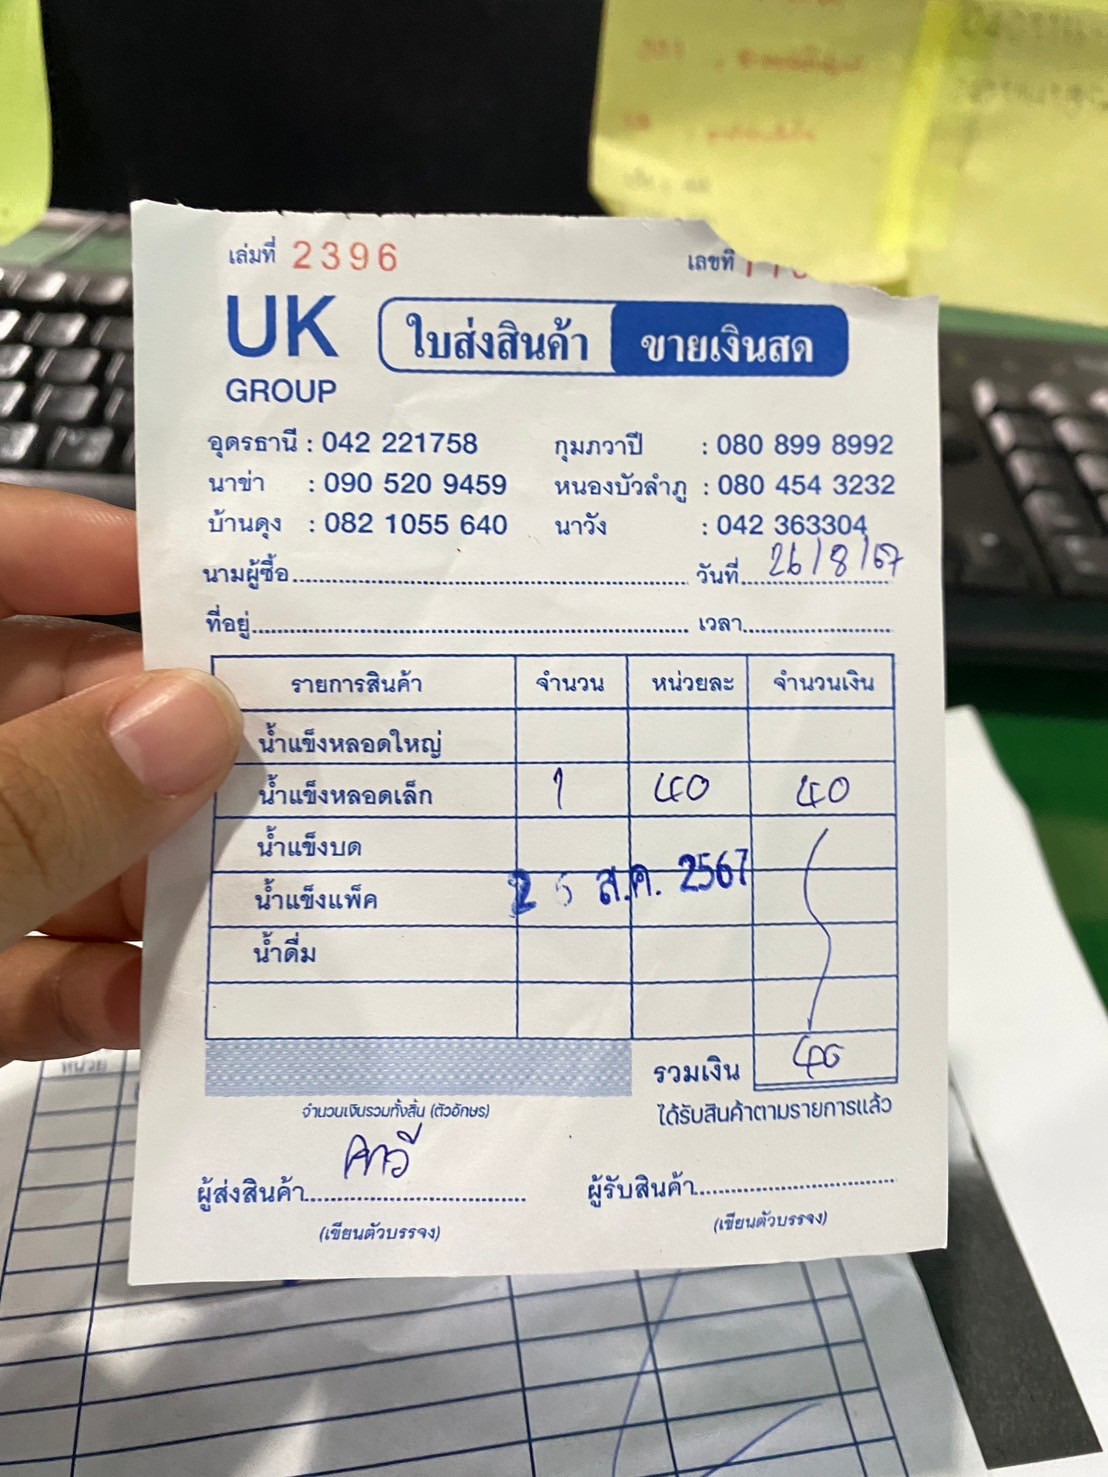 เล่มที่ 2396 เลขที่
UK
GROUP
ใบส่งสินค้า ขายเงินสด
อุดรธานี : 042 221758 กุมภวาปี : 080 899 8992
นาข่า : 090 520 9459 หนองบัวลำภู : 080 454 3232
บ้านดุง : 082 1055 640 นาวัง : 042 363304
นามผู้ซื้อ วันที่ 26/8/67
ที่อยู่ เวลา
รายการสินค้า จำนวน หน่วยละ จำนวนเงิน
น้ำแข็งหลอดใหญ่
น้ำแข็งหลอดเล็ก 1 40 40
น้ำแข็งบด
น้ำแข็งแพ็ค 26 ส.ค. 2567
น้ำดื่ม
รวมเงิน 40
จำนวนเงินรวมทั้งสิ้น (ตัวอักษร) ได้รับสินค้าตามรายการแล้ว
ผู้ส่งสินค้า ผู้รับสินค้า
(เขียนตัวบรรจง) (เขียนตัวบรรจง)
หน่วย